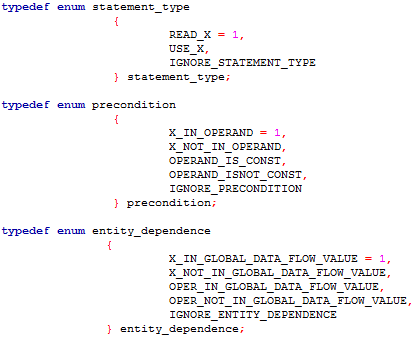 typedef enum statement_type
{
READ_X = 1,
USE_X,
IGNORE_STATEMENT_TYPE
} statement_type;
typedef enum precondition
{
X_IN_OPERAND = 1,
X_NOT_IN_OPERAND,
OPERAND_IS_CONST,
OPERAND_ISNOT_CONST,
IGNORE_PRECONDITION
} precondition;
typedef enum entity_dependence
{
X_IN_GLOBAL_DATA_FLOW_VALUE = 1,
X_NOT_IN_GLOBAL_DATA_FLOW_VALUE,
OPER_IN_GLOBAL_DATA_FLOW_VALUE,
OPER_NOT_IN_GLOBAL_DATA_FLOW_VALUE,
IGNORE_ENTITY_DEPENDENCE
} entity_dependence;